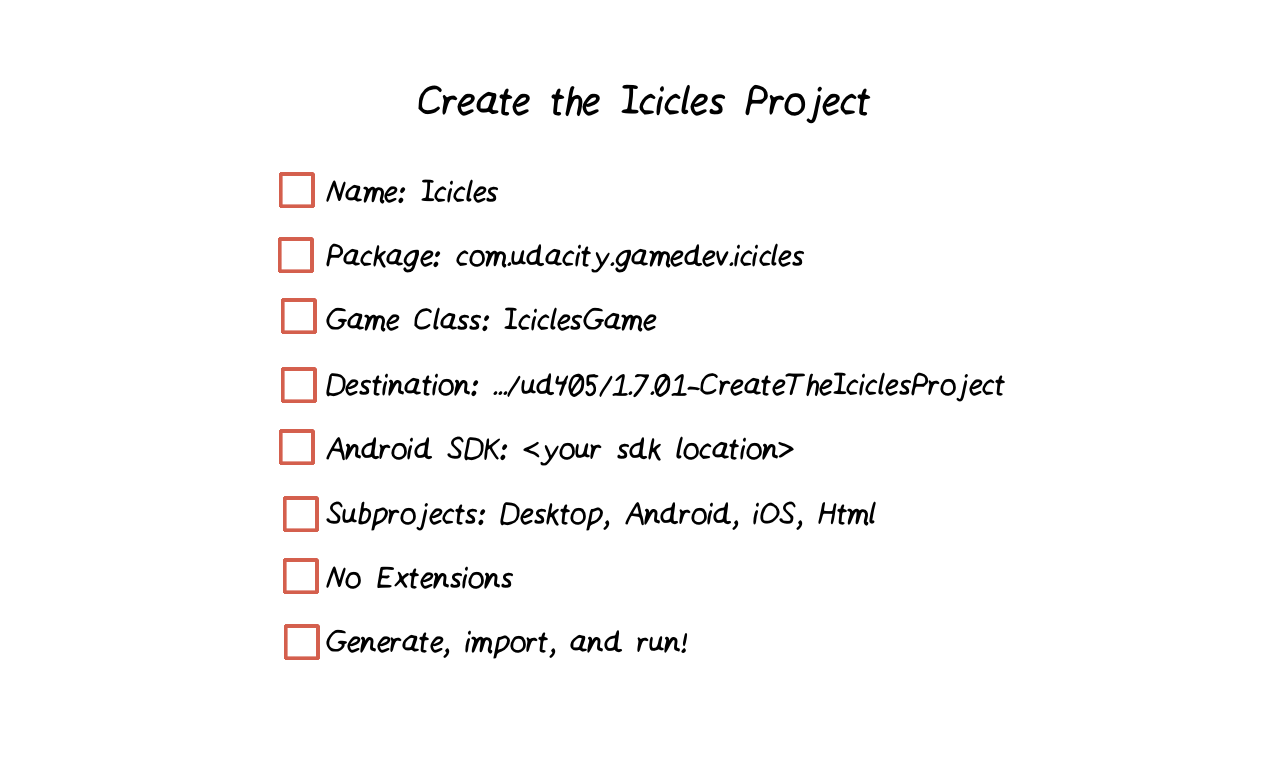 Create the Icicles Project
Name: Icicles
Package: com.udacity.gamedev.icicles
Game Class: IciclesGame
Destination: .../ud405/1.7.01-CreateTheIciclesProject
Android SDK: <your sdk location>
Subprojects: Desktop, Android, iOS, Html
No Extensions
Generate, import, and run!